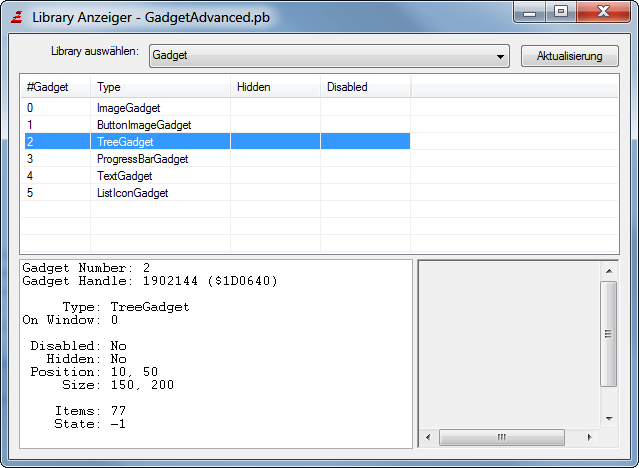 Library Anzeiger - GadgetAdvanced.pb
Library auswählen: Gadget Aktualisierung
#Gadget Type Hidden Disabled
0 ImageGadget
1 ButtonImageGadget
2 TreeGadget
3 ProgressBarGadget
4 TextGadget
5 ListIconGadget
Gadget Number: 2
Gadget Handle: 1902144 ($1D0640)
Type: TreeGadget
On Window: 0
Disabled: No
Hidden: No
Position: 10, 50
Size: 150, 200
Items: 77
State: -1